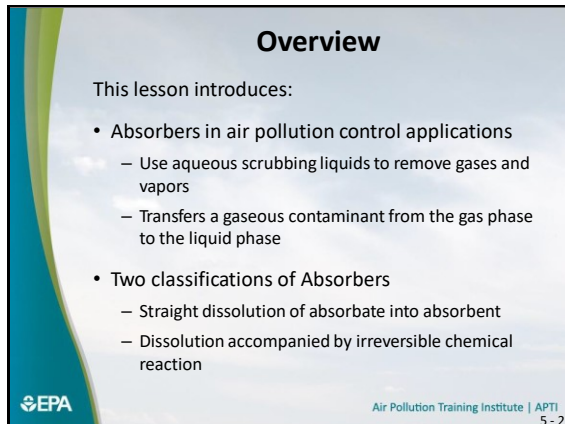 Overview
This lesson introduces:
• Absorbers in air pollution control applications
– Use aqueous scrubbing liquids to remove gases and
vapors
– Transfers a gaseous contaminant from the gas phase
to the liquid phase
• Two classifications of Absorbers
– Straight dissolution of absorbate into absorbent
– Dissolution accompanied by irreversible chemical
reaction
EPA
Air Pollution Training Institute | APTI
5 - 2